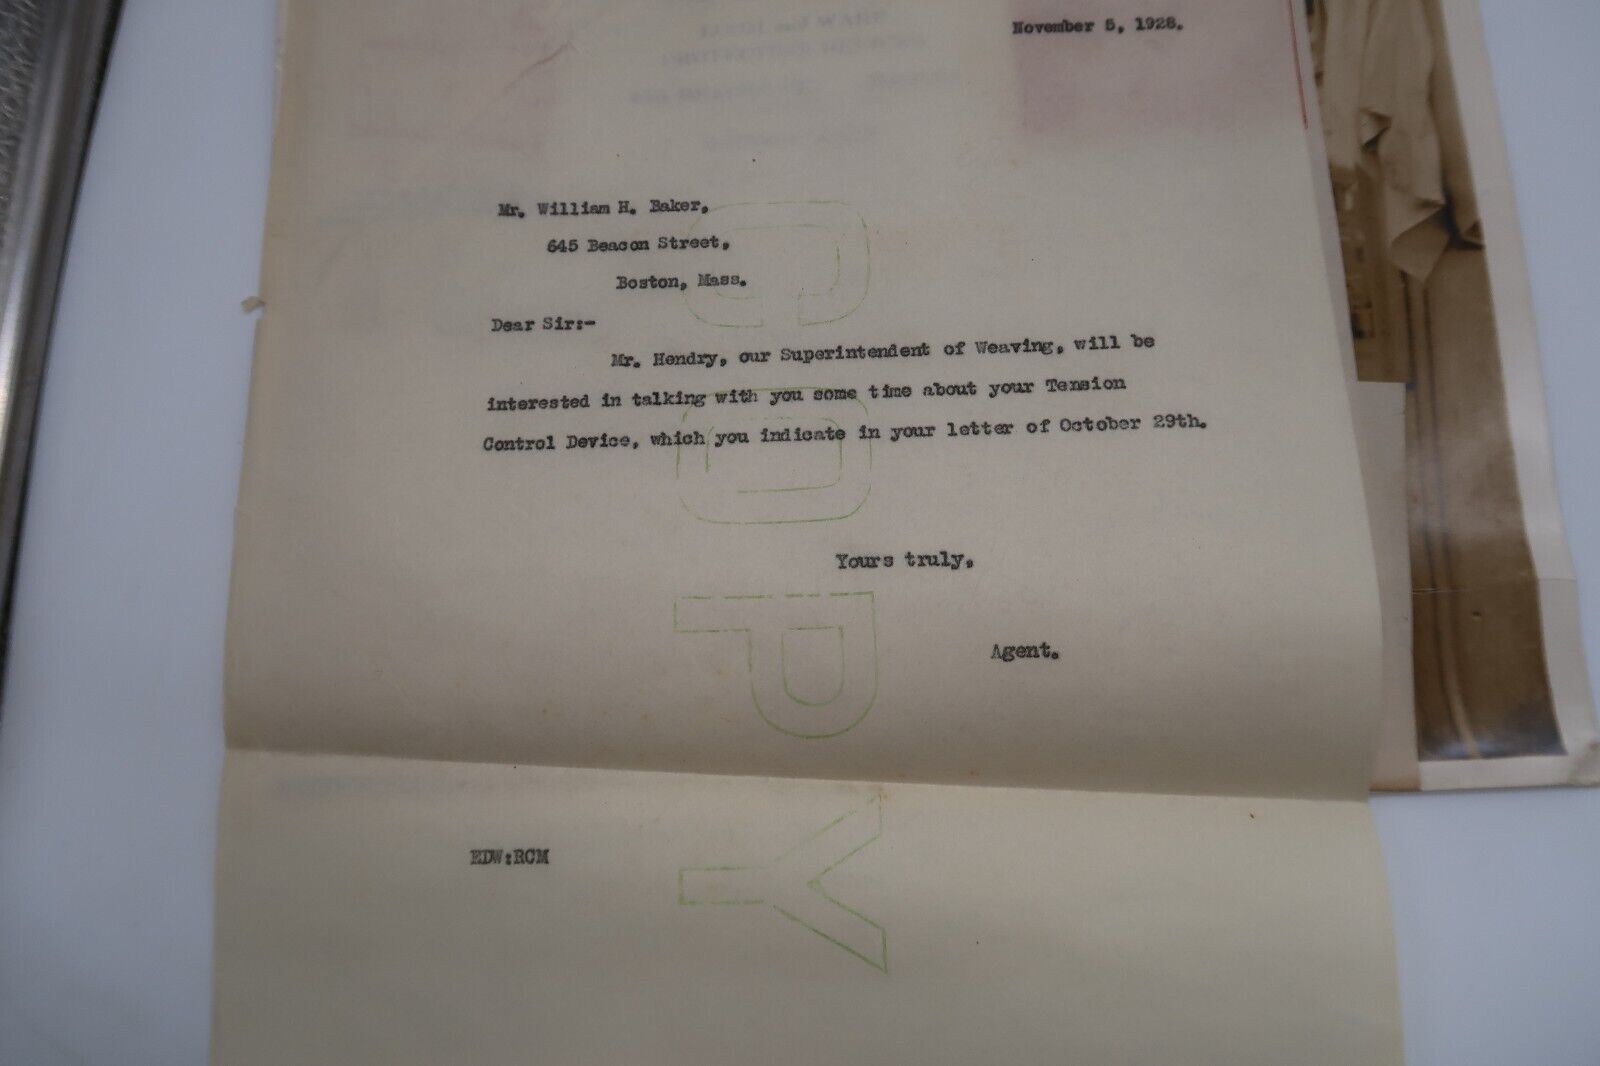 November 5, 1928.
Mr. William H. Baker,
645 Beacon Street,
Boston, Mass.
Dear Sir:-
Mr. Hendry, our Superintendent of Weaving, will be
interested in talking with you some time about your Tension
Control Device, which you indicate in your letter of October 29th.
Yours truly,
Agent.
EDW:RCM
COPY